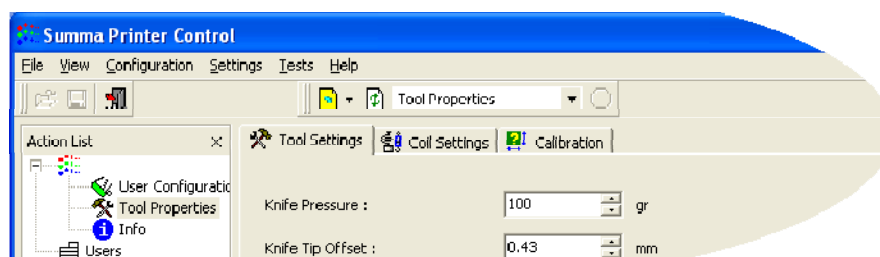 Summa Printer Control
File View Configuration Settings Tests Help
Tool Properties
Action List
Tool Settings Coil Settings Calibration
User Configuratic
Tool Properties
Info
Users
Knife Pressure : 100 gr
Knife Tip Offset : 0.43 mm